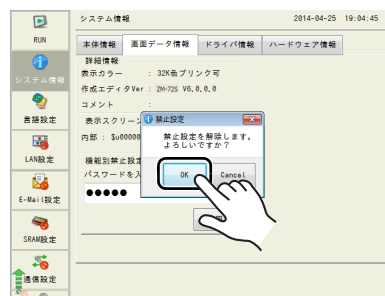 システム情報
2014-04-25 19:04:45
RUN
システム情報
言語設定
LAN設定
E-Mail設定
SRAM設定
通信設定
本体情報
画面データ情報
ドライバ情報
ハードウェア情報
詳細情報
表示カラー : 32K色ブリンク可
作成エディタVer : ZM-72S V6.0.0.0
コメント :
表示スクリーン
内部 : $u00000
機能別禁止設定
パスワードを入
●●●●●
禁止設定
禁止設定を解除します。
よろしいですか?
OK
Cancel